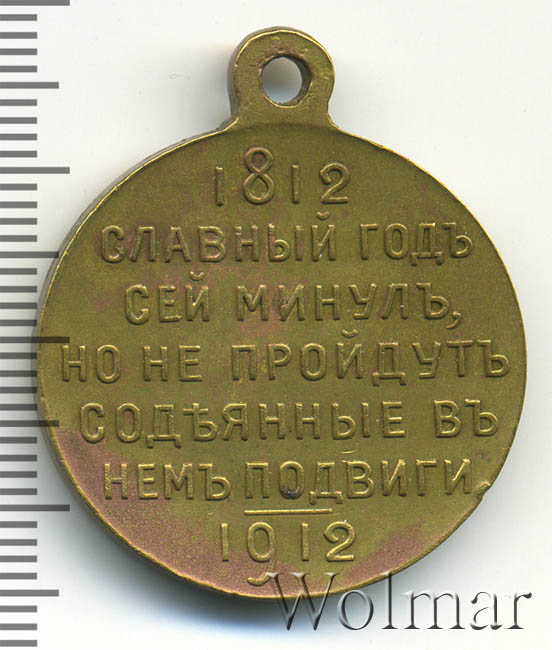 1812
СЛАВНЫЙ ГОДЪ
СЕЙ МИНУЛЪ,
НО НЕ ПРОЙДУТЪ
СОДѢЯННЫЕ ВЪ
НЕМЪ ПОДВИГИ
1912
Wolmar